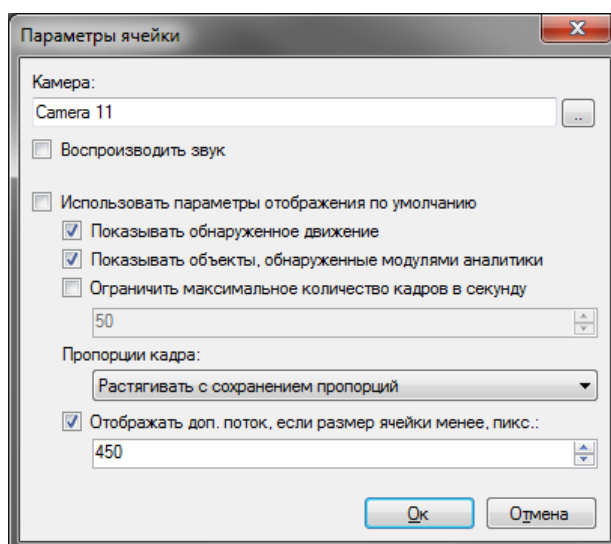 Параметры ячейки
Камера:
Camera 11
..
Воспроизводить звук
Использовать параметры отображения по умолчанию
Показывать обнаруженное движение
Показывать объекты, обнаруженные модулями аналитики
Ограничить максимальное количество кадров в секунду
50
Пропорции кадра:
Растягивать с сохранением пропорций
Отображать доп. поток, если размер ячейки менее, пикс.:
450
Ок Отмена